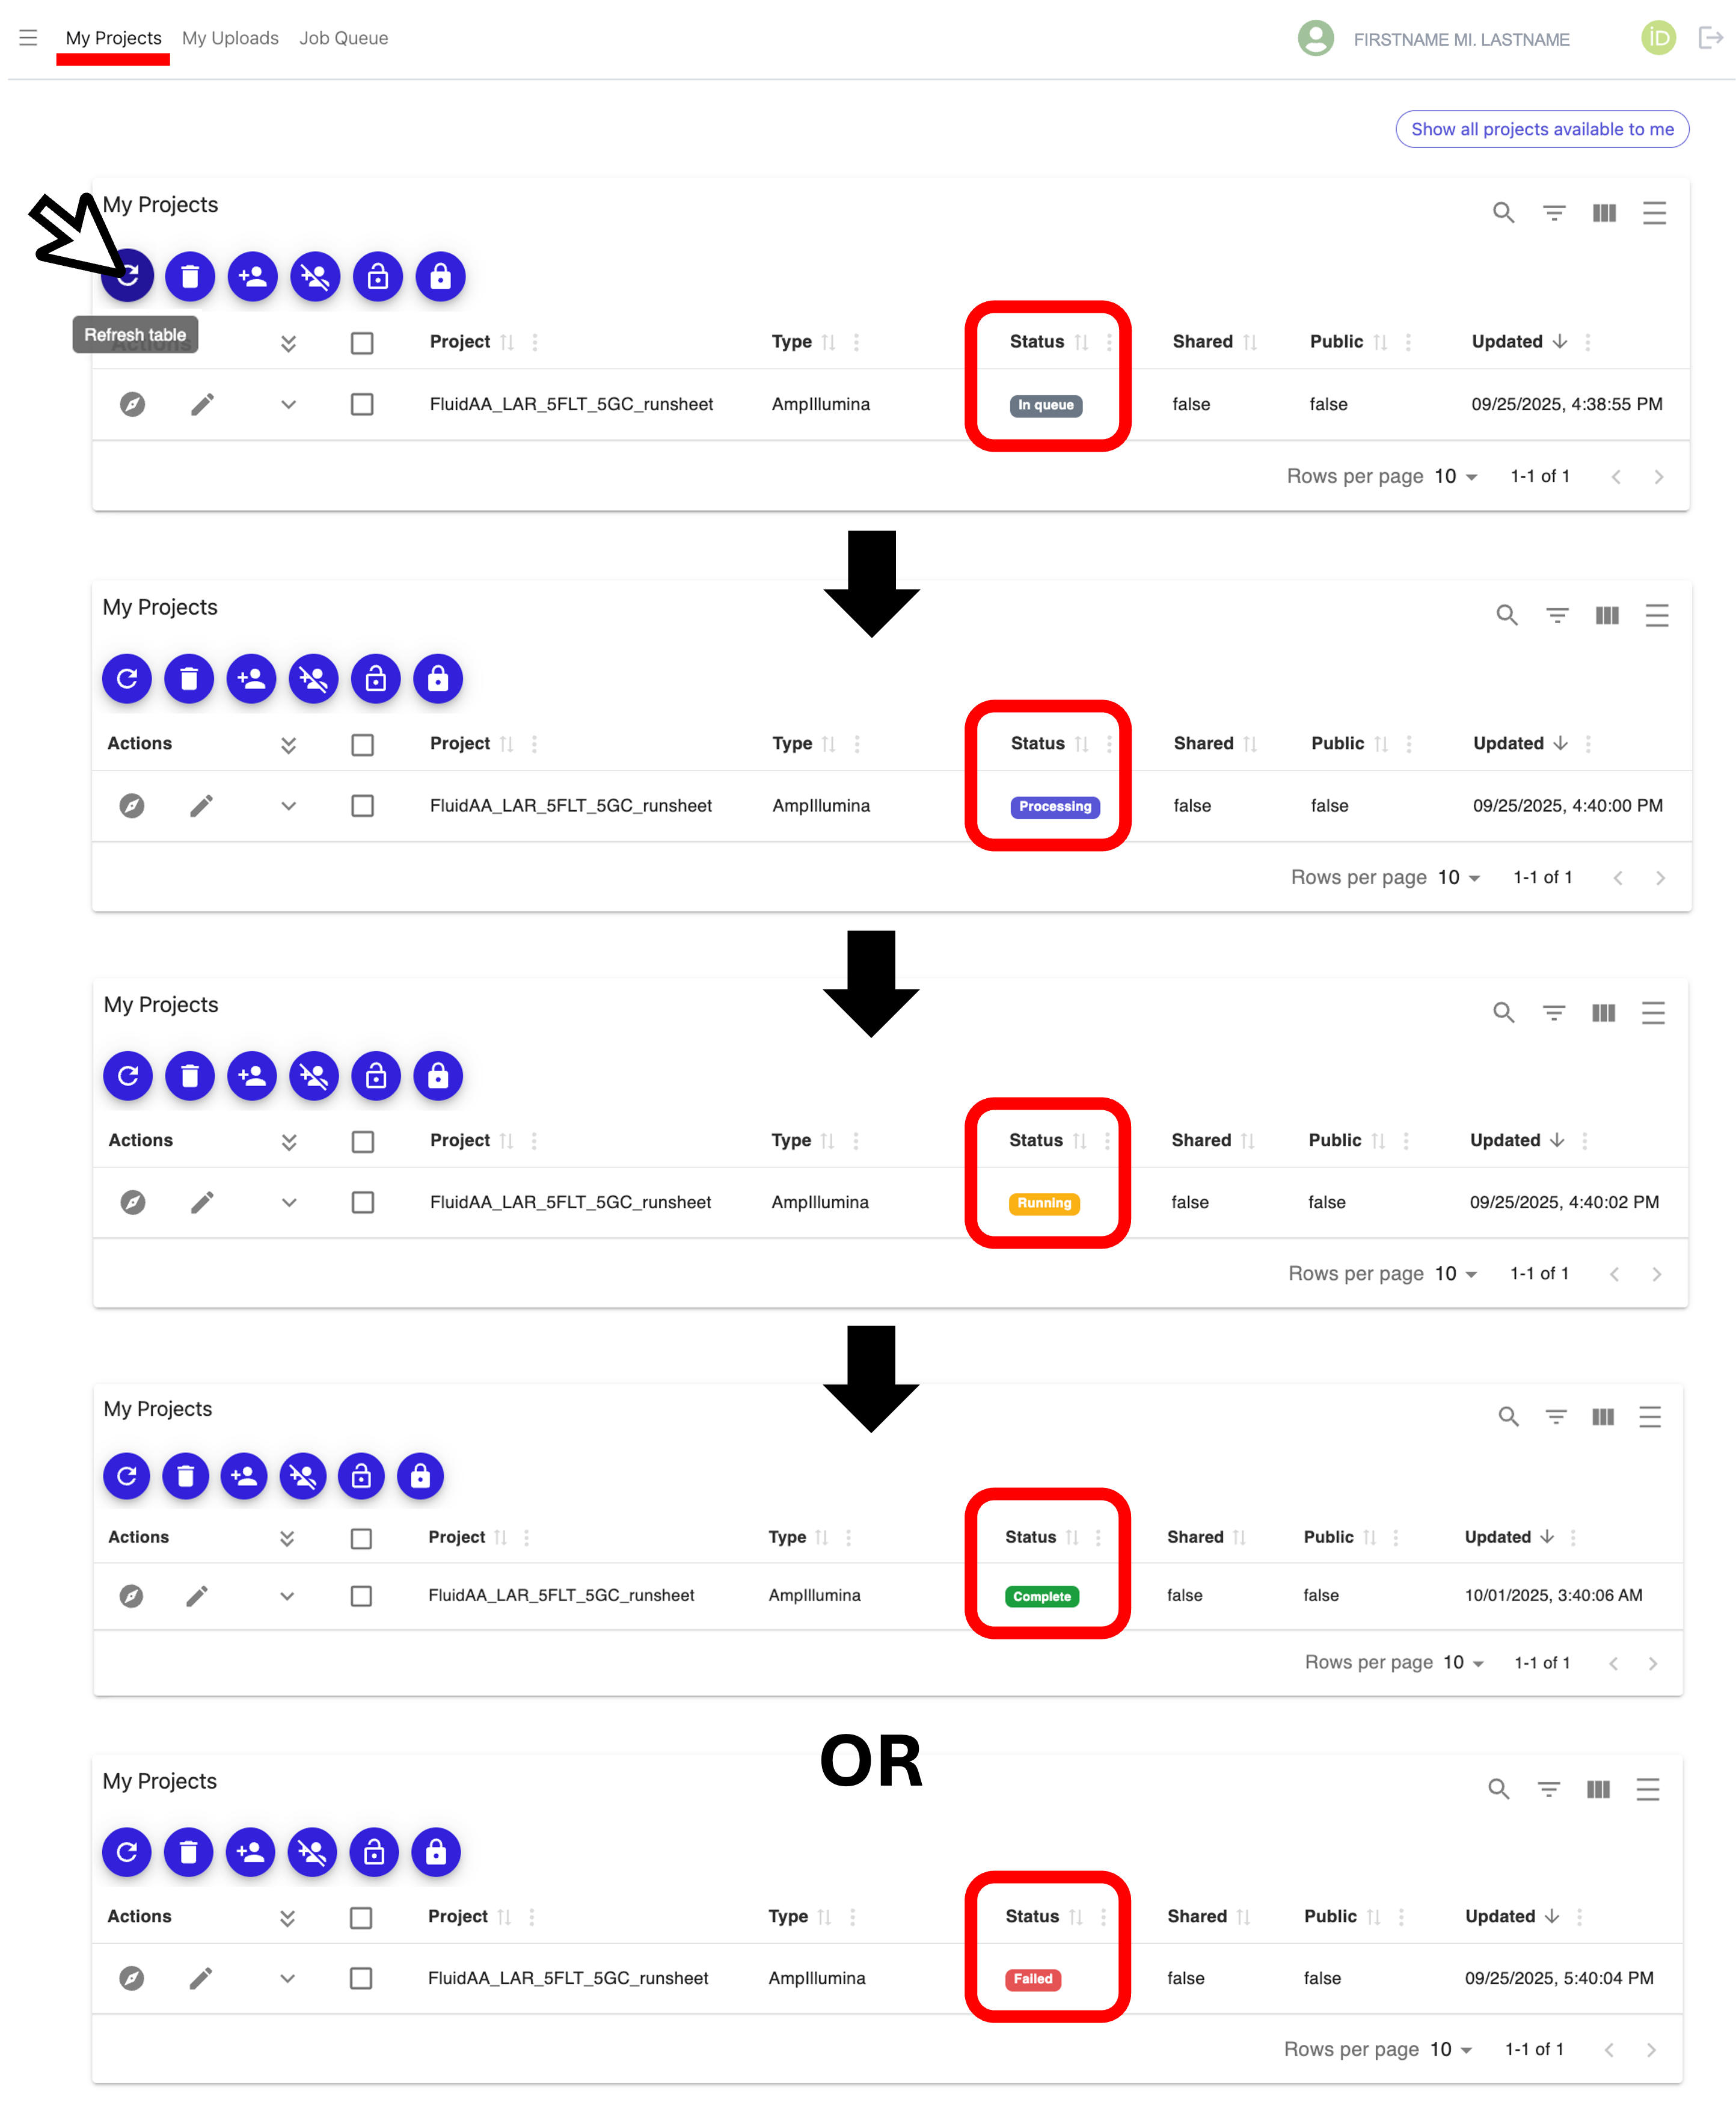 My Projects My Uploads Job Queue FIRSTNAME MI. LASTNAME iD
Show all projects available to me
My Projects
Refresh table
Project Type Status Shared Public Updated
FluidAA_LAR_5FLT_5GC_runsheet AmpIllumina In queue false false 09/25/2025, 4:38:55 PM
Rows per page 10 1-1 of 1
My Projects
Actions Project Type Status Shared Public Updated
FluidAA_LAR_5FLT_5GC_runsheet AmpIllumina Processing false false 09/25/2025, 4:40:00 PM
Rows per page 10 1-1 of 1
My Projects
Actions Project Type Status Shared Public Updated
FluidAA_LAR_5FLT_5GC_runsheet AmpIllumina Running false false 09/25/2025, 4:40:02 PM
Rows per page 10 1-1 of 1
My Projects
Actions Project Type Status Shared Public Updated
FluidAA_LAR_5FLT_5GC_runsheet AmpIllumina Complete false false 10/01/2025, 3:40:06 AM
Rows per page 10 1-1 of 1
OR
My Projects
Actions Project Type Status Shared Public Updated
FluidAA_LAR_5FLT_5GC_runsheet AmpIllumina Failed false false 09/25/2025, 5:40:04 PM
Rows per page 10 1-1 of 1